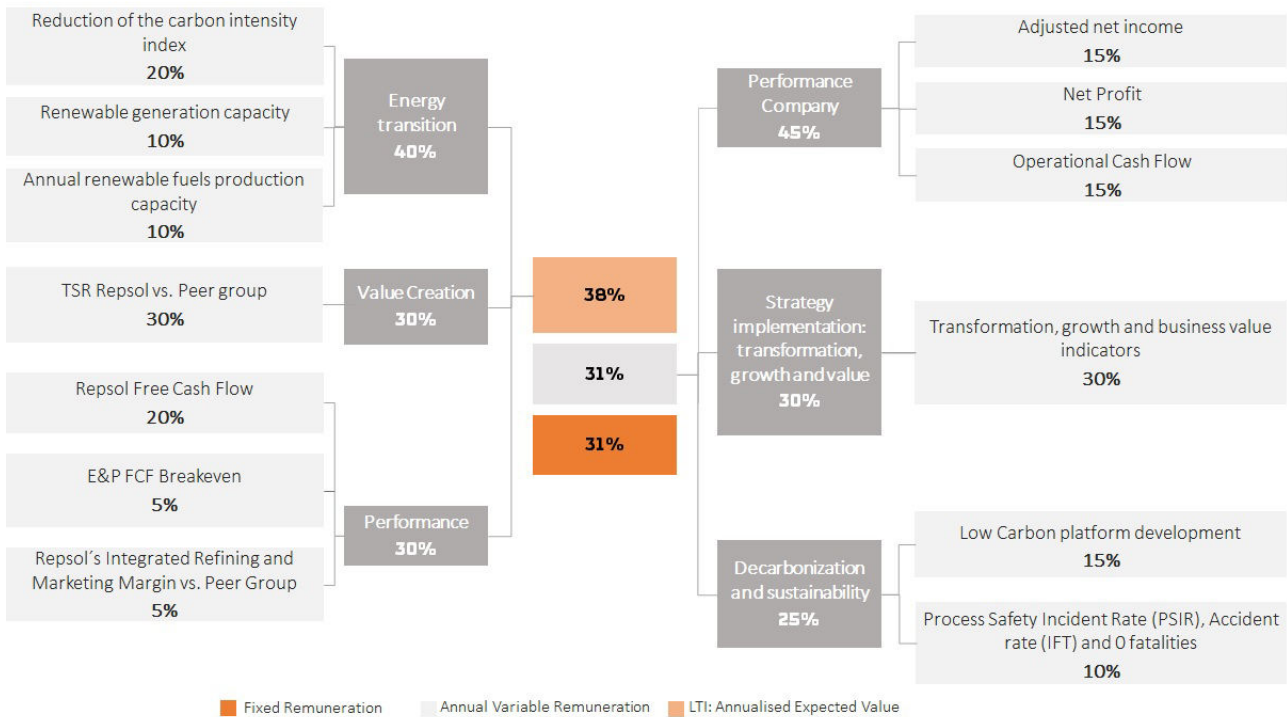 Reduction of the carbon intensity
index
20%
Renewable generation capacity
10%
Annual renewable fuels production
capacity
10%
Energy
transition
40%
TSR Repsol vs. Peer group
30%
Value Creation
30%
Repsol Free Cash Flow
20%
E&P FCF Breakeven
5%
Repsol´s Integrated Refining and
Marketing Margin vs. Peer Group
5%
Performance
30%
38%
31%
31%
Performance
Company
45%
Adjusted net income
15%
Net Profit
15%
Operational Cash Flow
15%
Strategy
implementation:
transformation,
growth and value
30%
Transformation, growth and business value
indicators
30%
Decarbonization
and sustainability
25%
Low Carbon platform development
15%
Process Safety Incident Rate (PSIR), Accident
rate (IFT) and 0 fatalities
10%
Fixed Remuneration
Annual Variable Remuneration
LTI: Annualised Expected Value